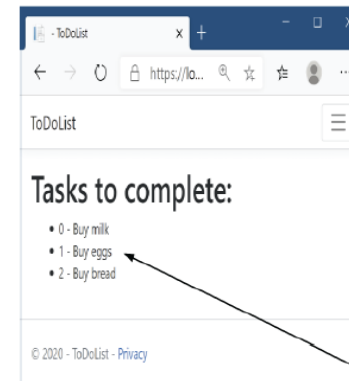 - ToDoList
https://lo...
ToDoList
Tasks to complete:
• 0 - Buy milk
• 1 - Buy eggs
• 2 - Buy bread
© 2020 - ToDoList - Privacy